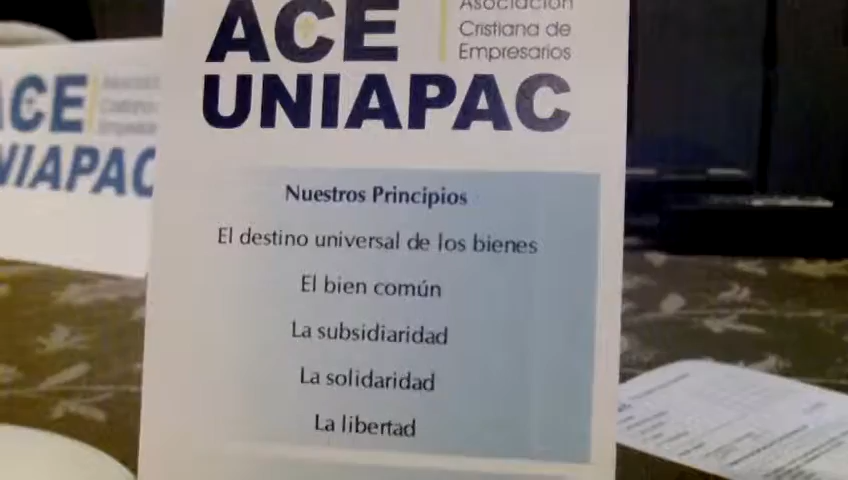 ACE
Asociación
Cristiana de
Empresarios
UNIAPAC
Nuestros Principios
El destino universal de los bienes
El bien común
La subsidiaridad
La solidaridad
La libertad
ACE
UNIAPAC